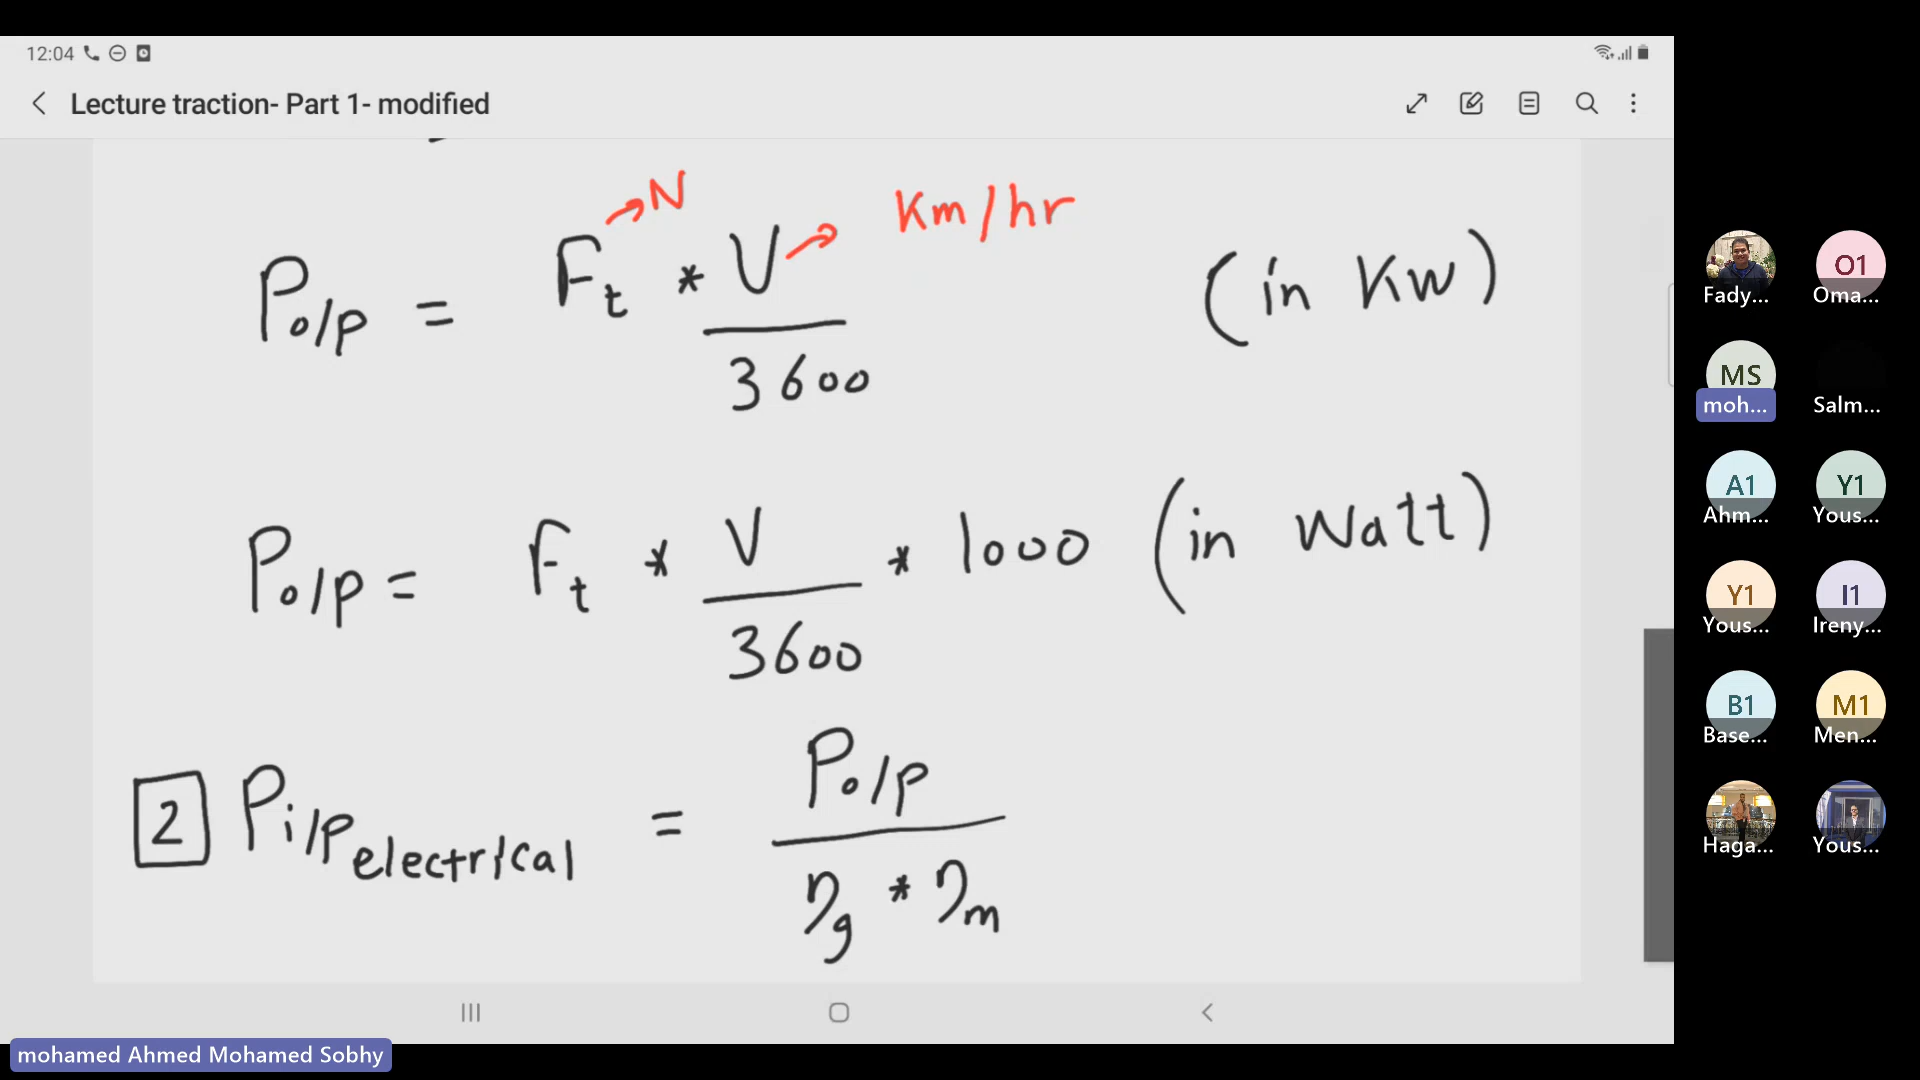 12:04
Lecture traction- Part 1- modified
N
Km/hr
Po/p = Ft * V / 3600 (in KW)
Po/p = Ft * V / 3600 * 1000 (in Watt)
2 Pi/p electrical = Po/p / ηg * ηm
Fady...
O1
Oma...
MS
moh...
Salm...
A1
Ahm...
Y1
Yous...
Y1
Yous...
I1
Ireny...
B1
Base...
M1
Men...
Haga...
Yous...
mohamed Ahmed Mohamed Sobhy